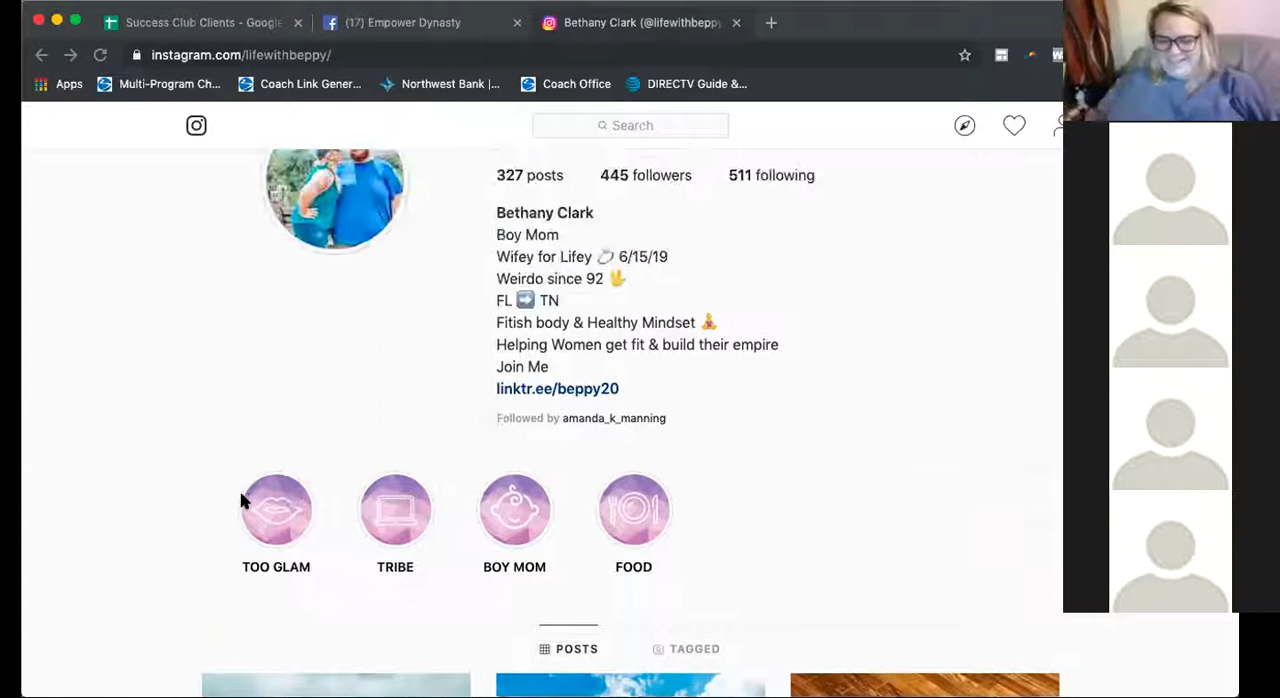 Success Club Clients - Google
(17) Empower Dynasty
Bethany Clark (@lifewithbeppy
instagram.com/lifewithbeppy/
Apps
Multi-Program Ch...
Coach Link Gener...
Northwest Bank |...
Coach Office
DIRECTV Guide &...
Search
327 posts
445 followers
511 following
Bethany Clark
Boy Mom
Wifey for Lifey 💍 6/15/19
Weirdo since 92 🖖
FL ➡️ TN
Fitish body & Healthy Mindset 🧘
Helping Women get fit & build their empire
Join Me
linktr.ee/beppy20
Followed by amanda_k_manning
TOO GLAM
TRIBE
BOY MOM
FOOD
POSTS
TAGGED